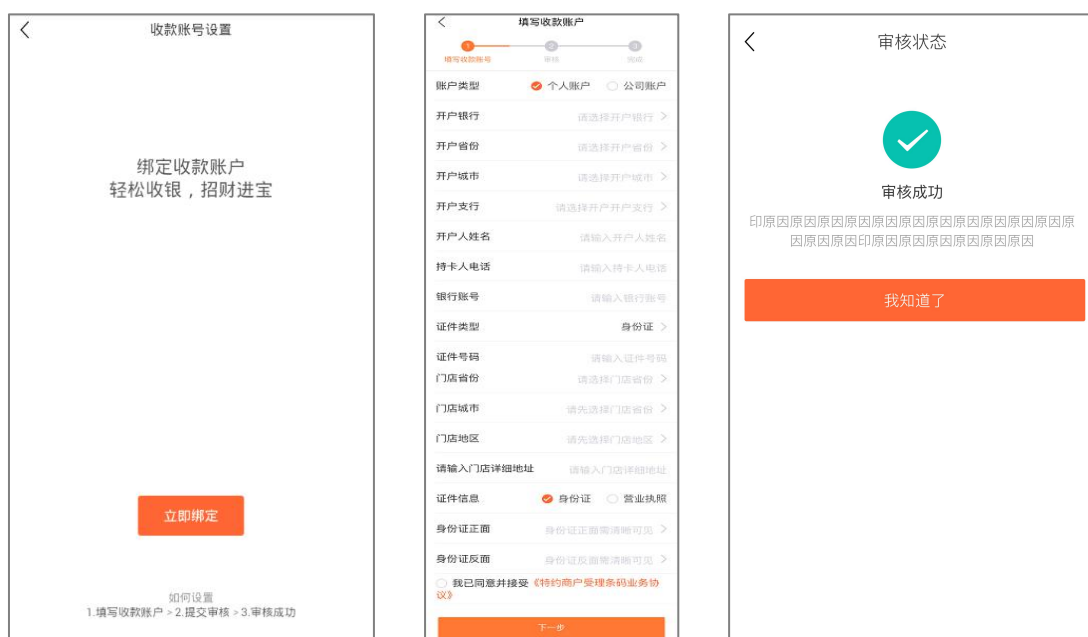 收款账号设置
绑定收款账户
轻松收银，招财进宝
立即绑定
如何设置
1.填写收款账户 > 2.提交审核 > 3.审核成功
填写收款账户
1 2 3
填写收款账号 审核 完成
账户类型 个人账户 公司账户
开户银行 请选择开户银行
开户省份 请选择开户省份
开户城市 请选择开户城市
开户支行 请选择开户开户支行
开户人姓名 请输入开户人姓名
持卡人电话 请输入持卡人电话
银行账号 请输入银行账号
证件类型 身份证
证件号码 请输入证件号码
门店省份 请选择门店省份
门店城市 请先选择门店省份
门店地区 请先选择门店地区
请输入门店详细地址 请输入门店详细地址
证件信息 身份证 营业执照
身份证正面 身份证正面需清晰可见
身份证反面 身份证反面需清晰可见
我已同意并接受《特约商户受理条码业务协
议》
下一步
审核状态
审核成功
印原因原因原因原因原因原因原因原因原因原因原因原
因原因原因印原因原因原因原因原因原因
我知道了